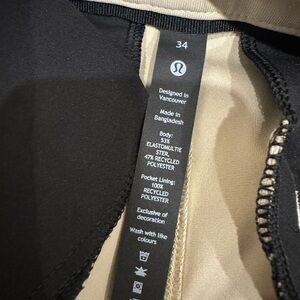 34
Designed in
Vancouver
Made in
Bangladesh
Body:
53%
ELASTOMULTIE
STER,
47% RECYCLED
POLYESTER
Pocket Lining:
100%
RECYCLED
POLYESTER
Exclusive of
decoration
Wash with like
colours